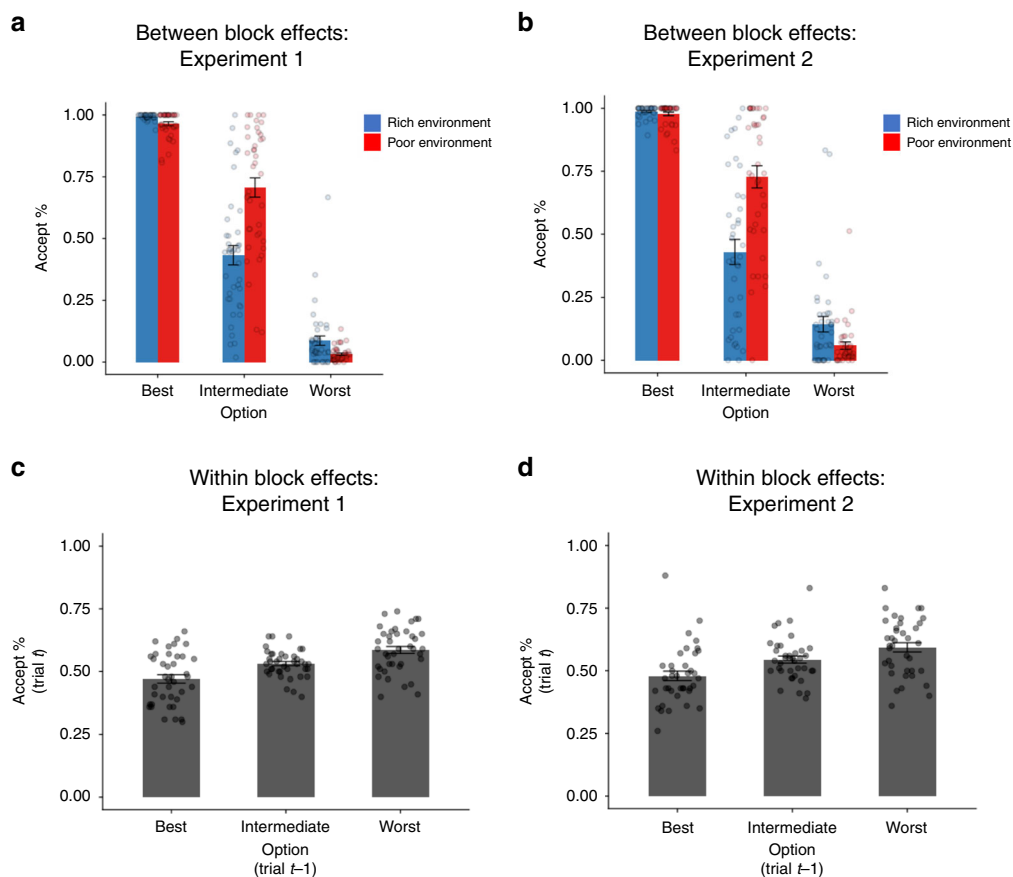 a
Between block effects:
Experiment 1
1.00
0.75
0.50
0.25
0.00
Accept %
Rich environment
Poor environment
Best
Intermediate
Worst
Option
b
Between block effects:
Experiment 2
1.00
0.75
0.50
0.25
0.00
Accept %
Rich environment
Poor environment
Best
Intermediate
Worst
Option
c
Within block effects:
Experiment 1
1.00
0.75
0.50
0.25
0.00
Accept %
(trial t)
Best
Intermediate
Worst
Option
(trial t–1)
d
Within block effects:
Experiment 2
1.00
0.75
0.50
0.25
0.00
Accept %
(trial t)
Best
Intermediate
Worst
Option
(trial t–1)